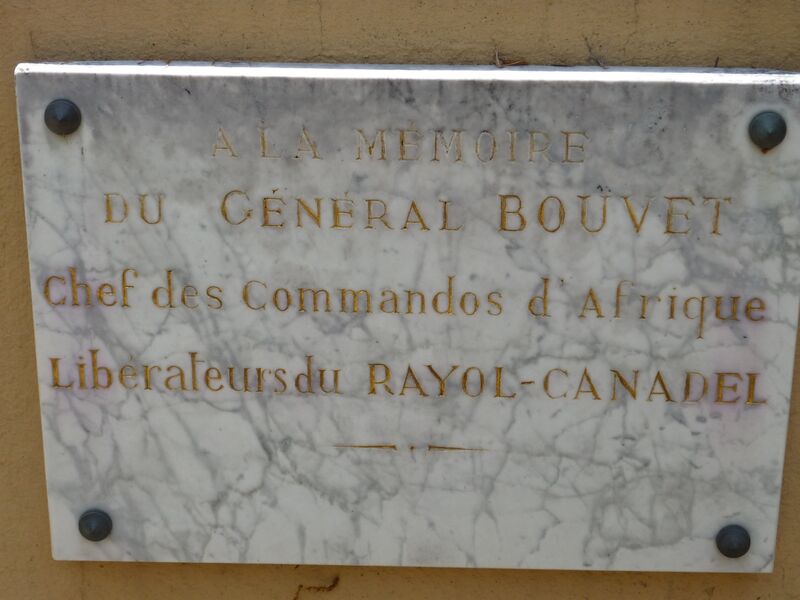 A LA MÉMOIRE
DU GÉNÉRAL BOUVET
Chef des Commandos d'Afrique
Libérateurs du RAYOL-CANADEL